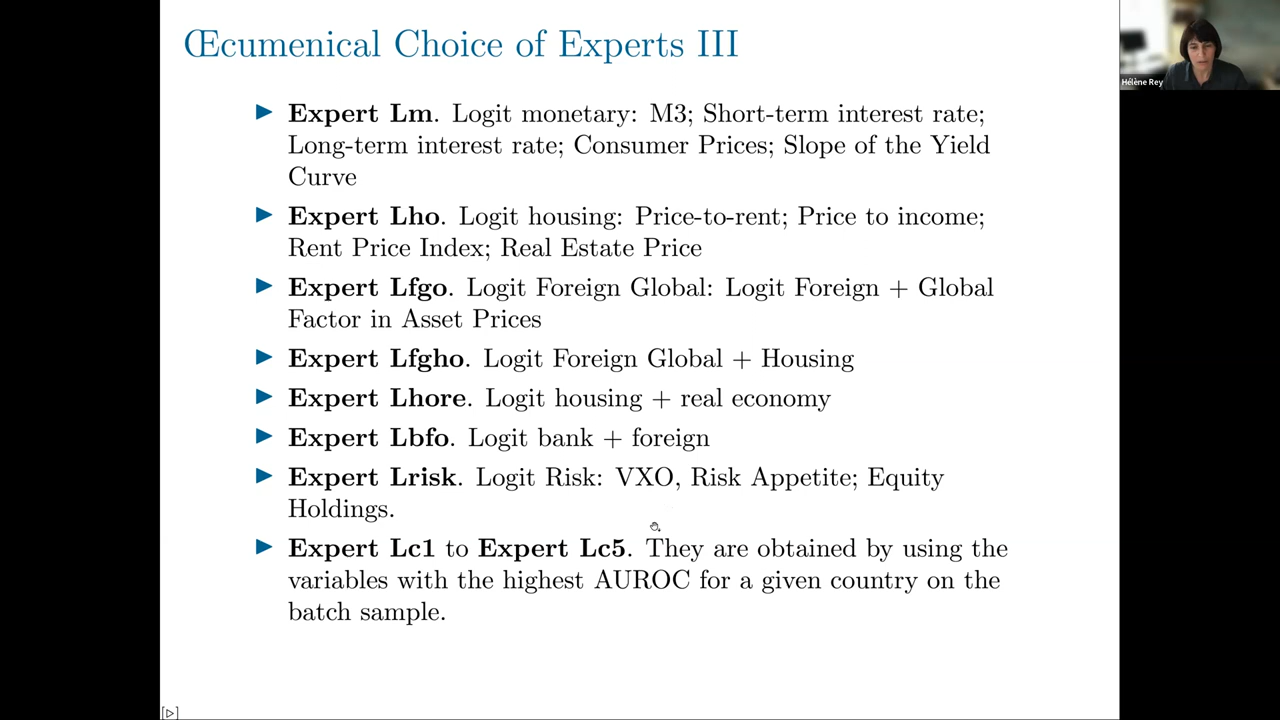 Œcumenical Choice of Experts III
Hélène Rey
Expert Lm. Logit monetary: M3; Short-term interest rate;
Long-term interest rate; Consumer Prices; Slope of the Yield
Curve
Expert Lho. Logit housing: Price-to-rent; Price to income;
Rent Price Index; Real Estate Price
Expert Lfgo. Logit Foreign Global: Logit Foreign + Global
Factor in Asset Prices
Expert Lfgho. Logit Foreign Global + Housing
Expert Lhore. Logit housing + real economy
Expert Lbfo. Logit bank + foreign
Expert Lrisk. Logit Risk: VXO, Risk Appetite; Equity
Holdings.
Expert Lc1 to Expert Lc5. They are obtained by using the
variables with the highest AUROC for a given country on the
batch sample.